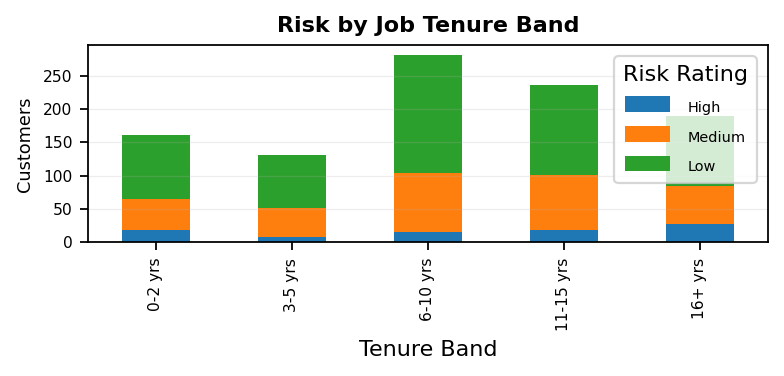 Risk by Job Tenure Band
Customers
250
200
150
100
50
0
Risk Rating
High
Medium
Low
0-2 yrs
3-5 yrs
6-10 yrs
11-15 yrs
16+ yrs
Tenure Band